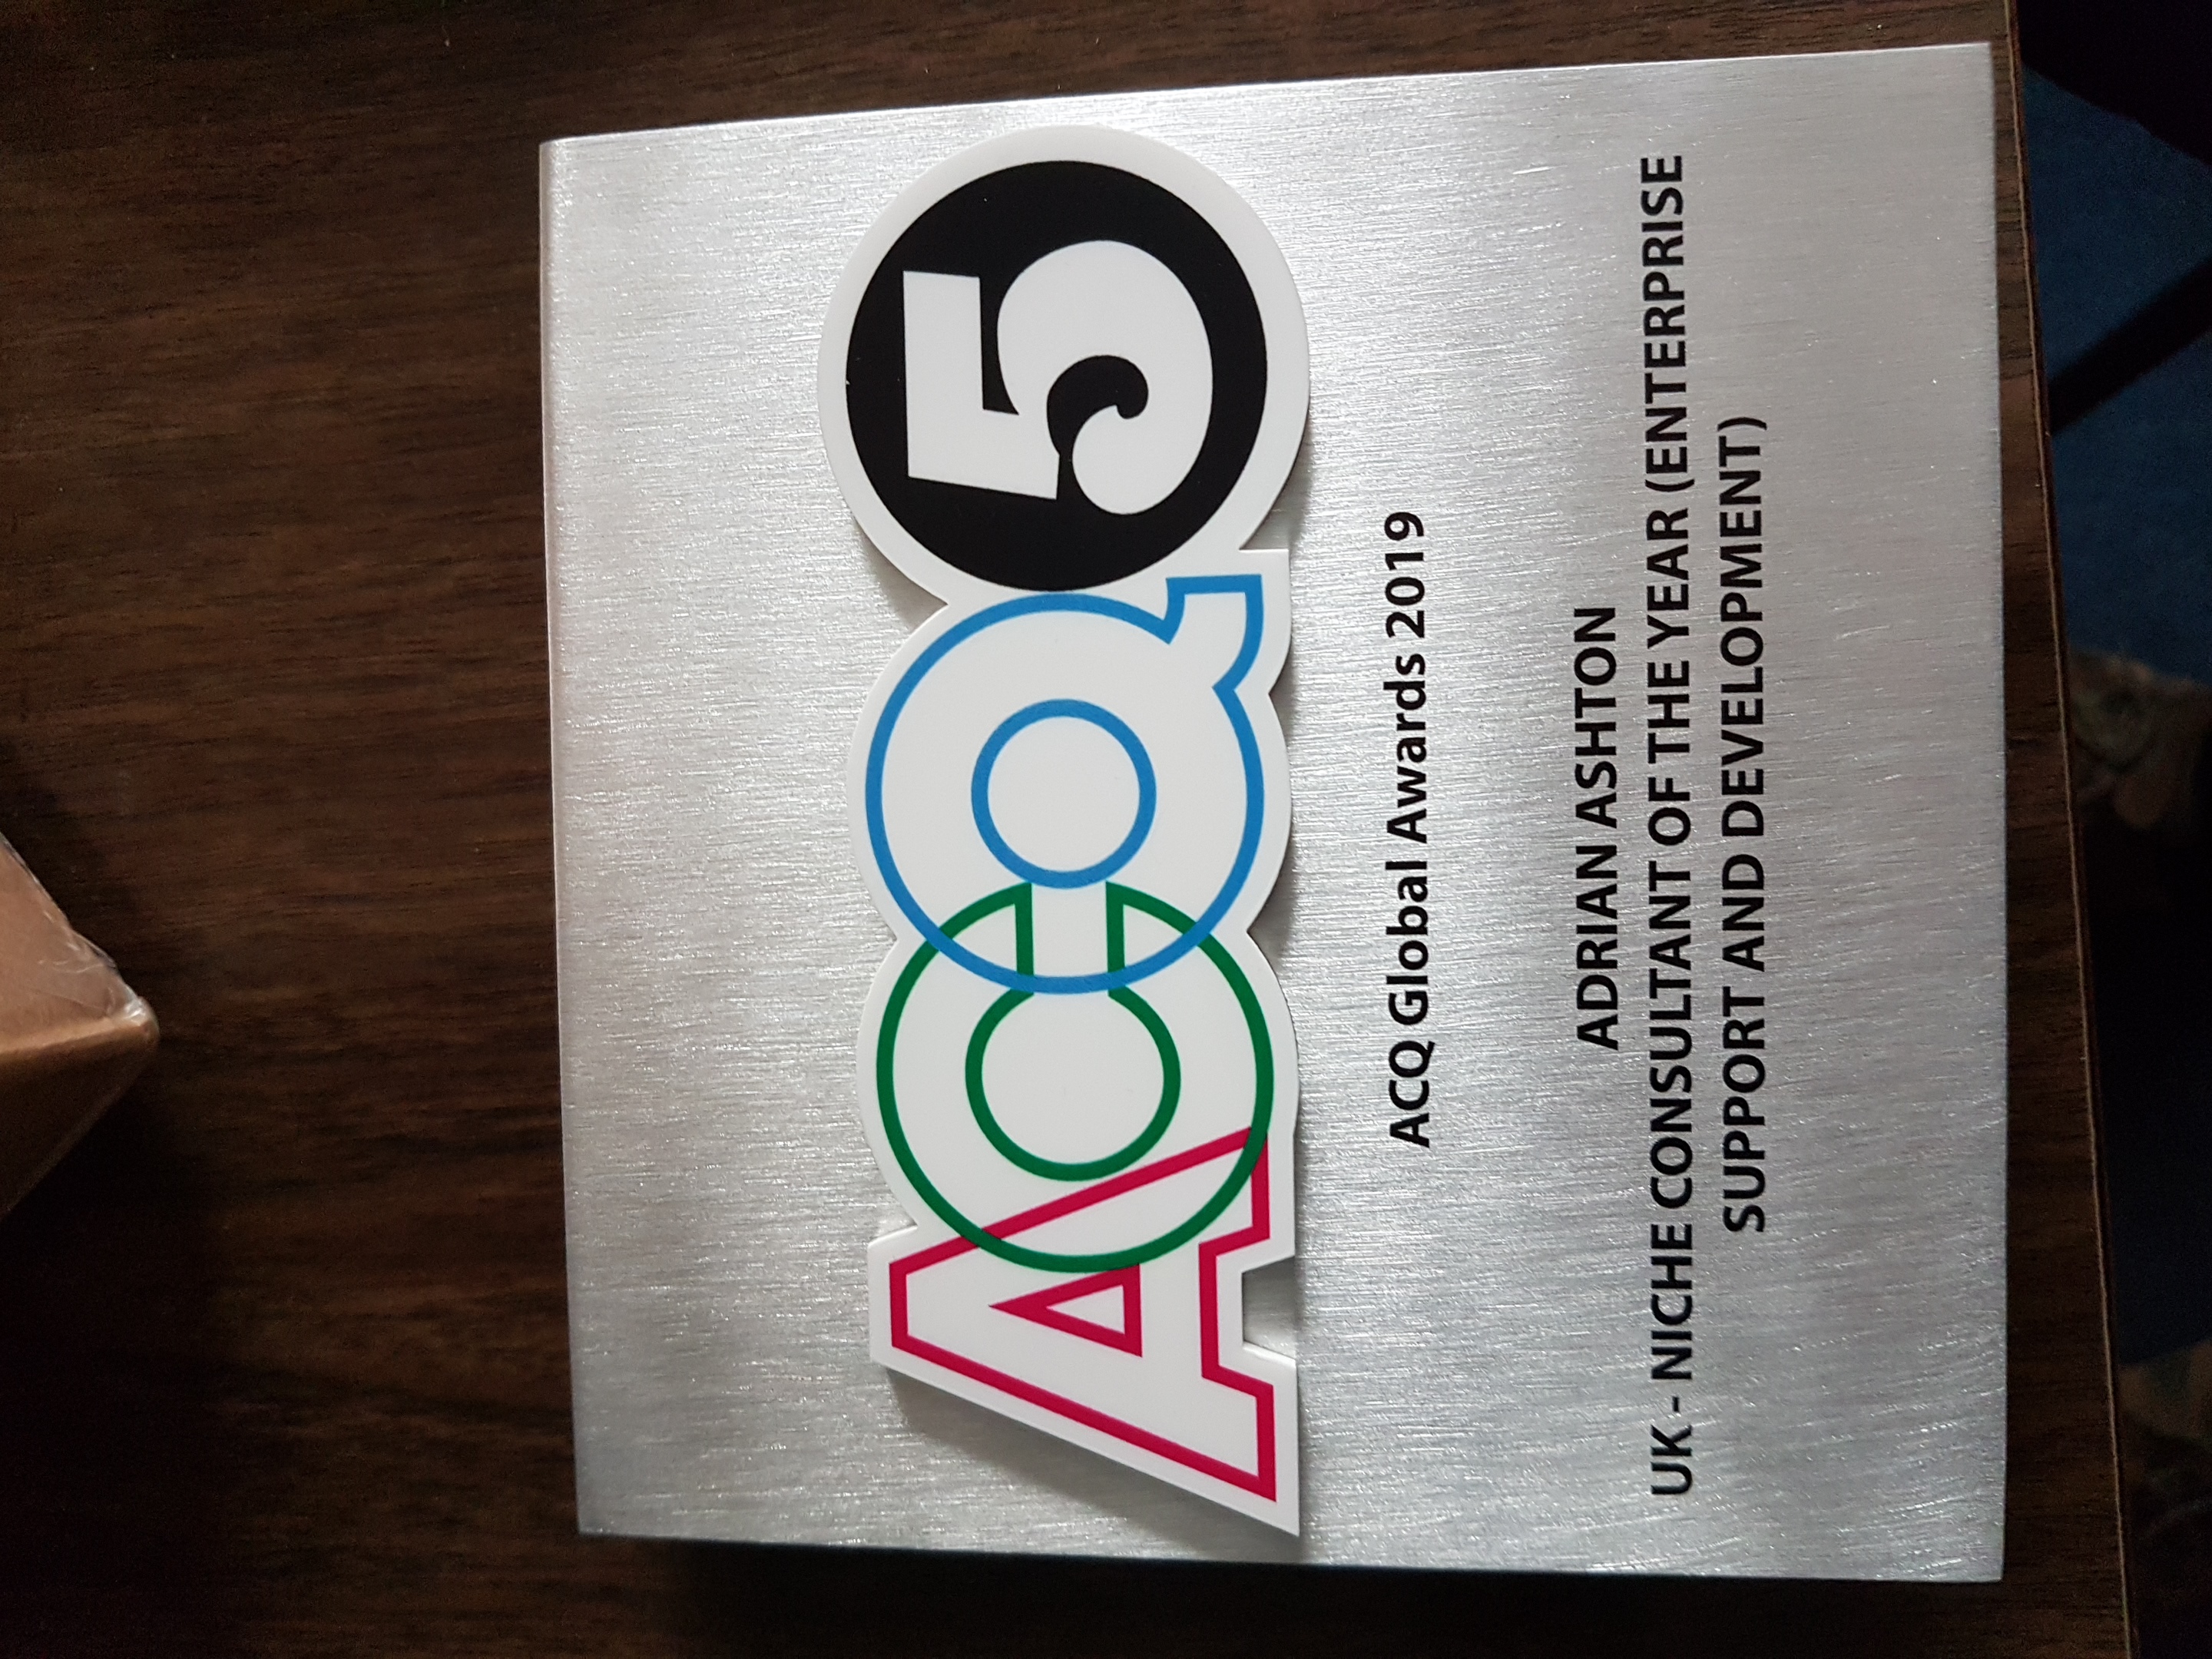 ACQ5
ACQ Global Awards 2019
ADRIAN ASHTON
UK - NICHE CONSULTANT OF THE YEAR (ENTERPRISE
SUPPORT AND DEVELOPMENT)